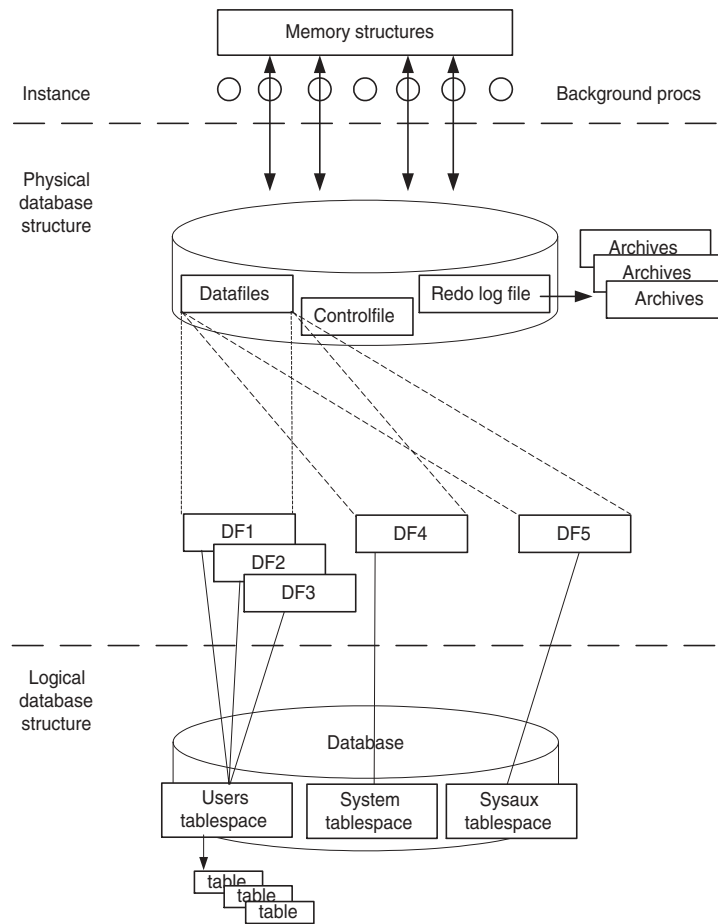 Memory structures
Instance
Background procs
Physical
database
structure
Archives
Archives
Archives
Datafiles
Redo log file
Controlfile
DF1
DF2
DF3
DF4
DF5
Logical
database
structure
Database
Users
tablespace
System
tablespace
Sysaux
tablespace
table
table
table